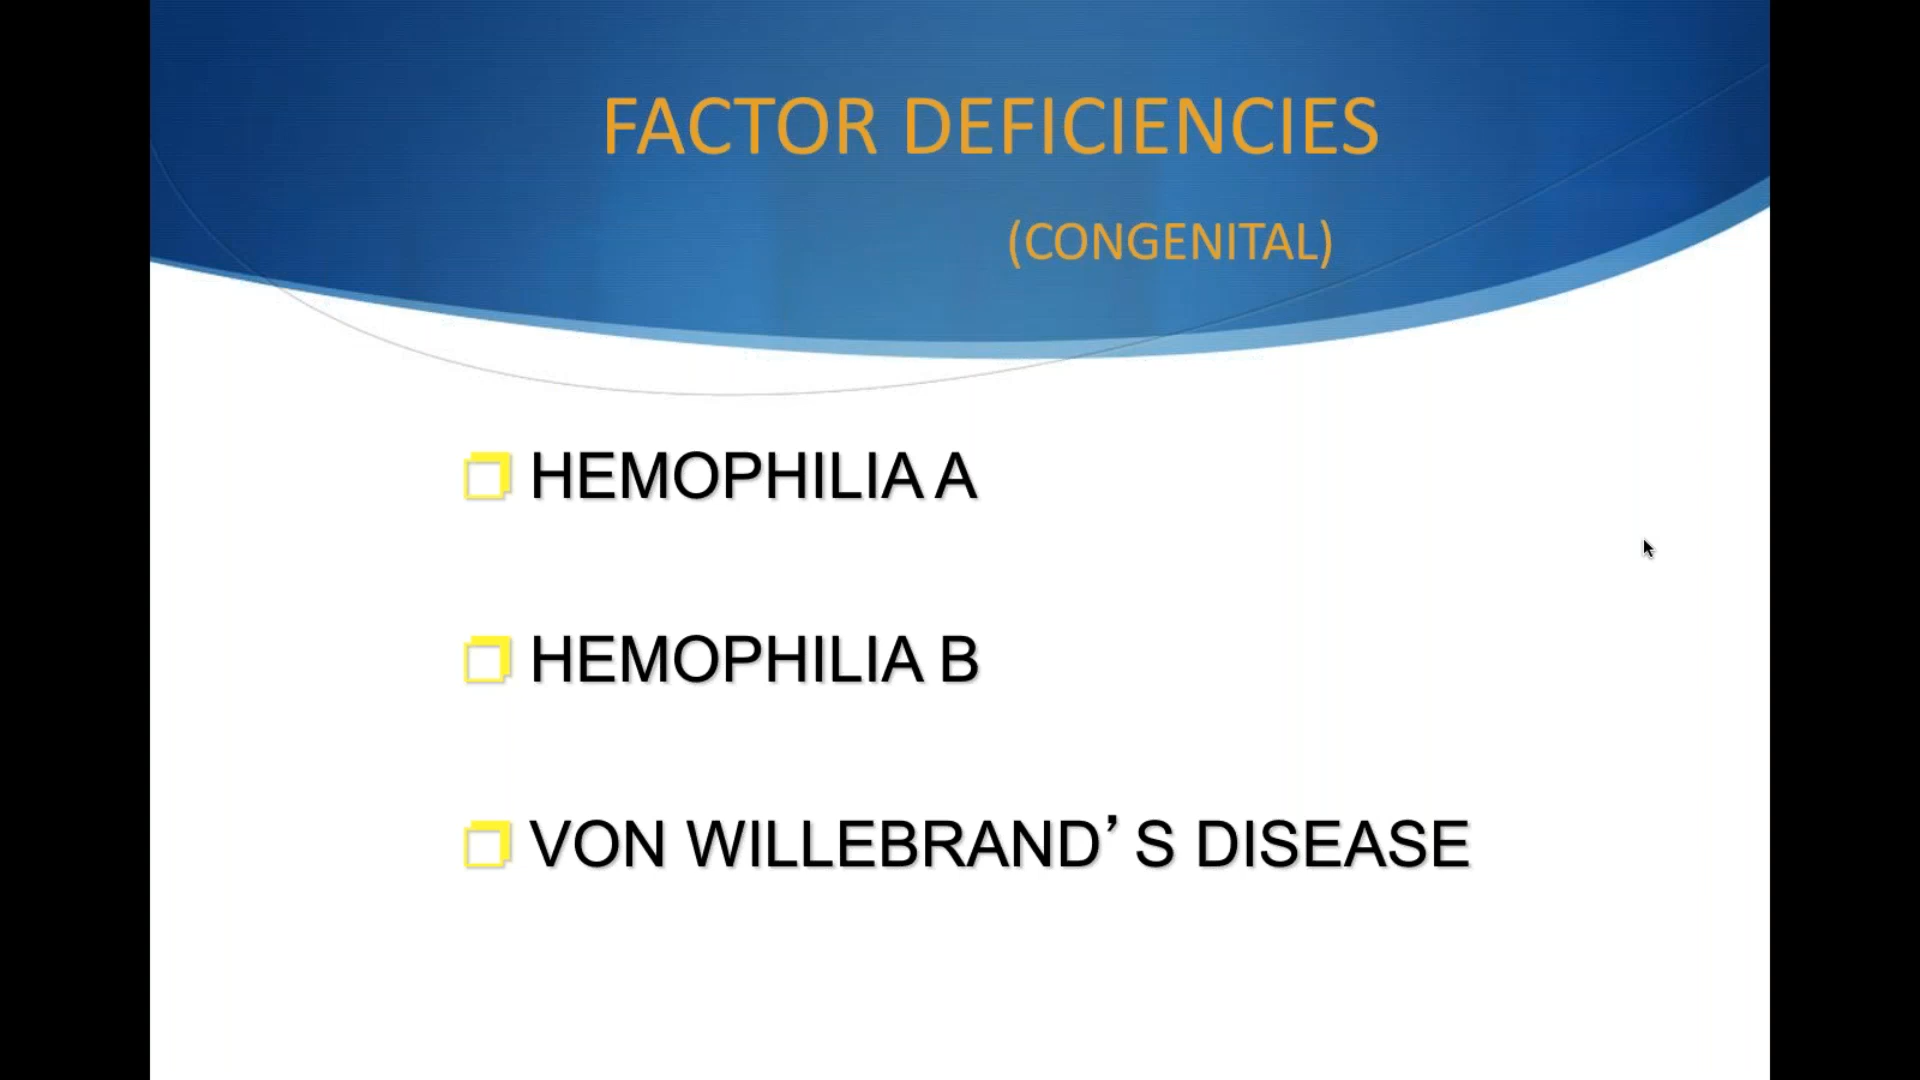 FACTOR DEFICIENCIES
(CONGENITAL)
HEMOPHILIA A
HEMOPHILIA B
VON WILLEBRAND’S DISEASE